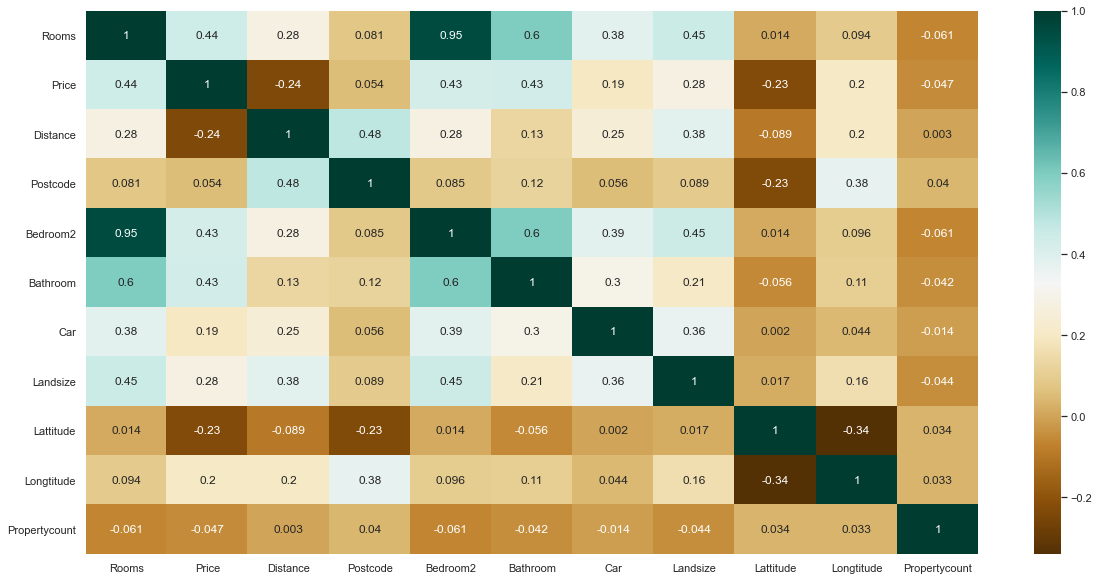 1.0
Rooms 1 0.44 0.28 0.081 0.95 0.6 0.38 0.45 0.014 0.094 -0.061
Price 0.44 1 -0.24 0.054 0.43 0.43 0.19 0.28 -0.23 0.2 -0.047
0.8
Distance 0.28 -0.24 1 0.48 0.28 0.13 0.25 0.38 -0.089 0.2 0.003
Postcode 0.081 0.054 0.48 1 0.085 0.12 0.056 0.089 -0.23 0.38 0.04
0.6
Bedroom2 0.95 0.43 0.28 0.085 1 0.6 0.39 0.45 0.014 0.096 -0.061
0.4
Bathroom 0.6 0.43 0.13 0.12 0.6 1 0.3 0.21 -0.056 0.11 -0.042
Car 0.38 0.19 0.25 0.056 0.39 0.3 1 0.36 0.002 0.044 -0.014
0.2
Landsize 0.45 0.28 0.38 0.089 0.45 0.21 0.36 1 0.017 0.16 -0.044
0.0
Lattitude 0.014 -0.23 -0.089 -0.23 0.014 -0.056 0.002 0.017 1 -0.34 0.034
Longtitude 0.094 0.2 0.2 0.38 0.096 0.11 0.044 0.16 -0.34 1 0.033
−0.2
Propertycount -0.061 -0.047 0.003 0.04 -0.061 -0.042 -0.014 -0.044 0.034 0.033 1
Rooms Price Distance Postcode Bedroom2 Bathroom Car Landsize Lattitude Longtitude Propertycount